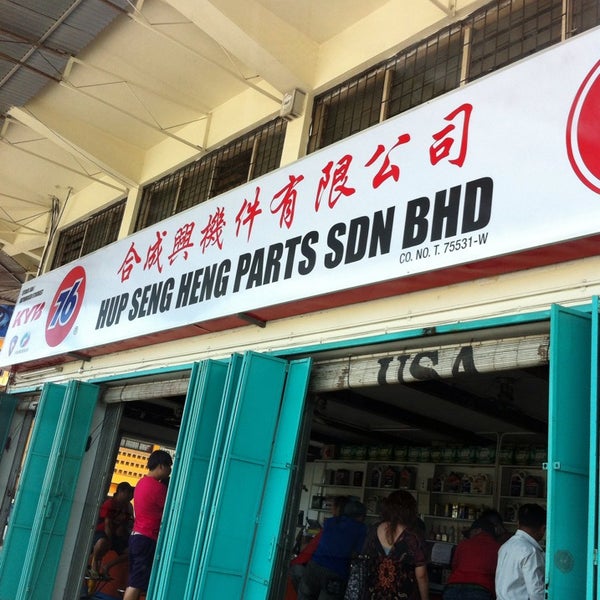 合成興機件有限公司
HUP SENG HENG PARTS SDN BHD
CO. NO. T. 75531-W
KYB
76
USA